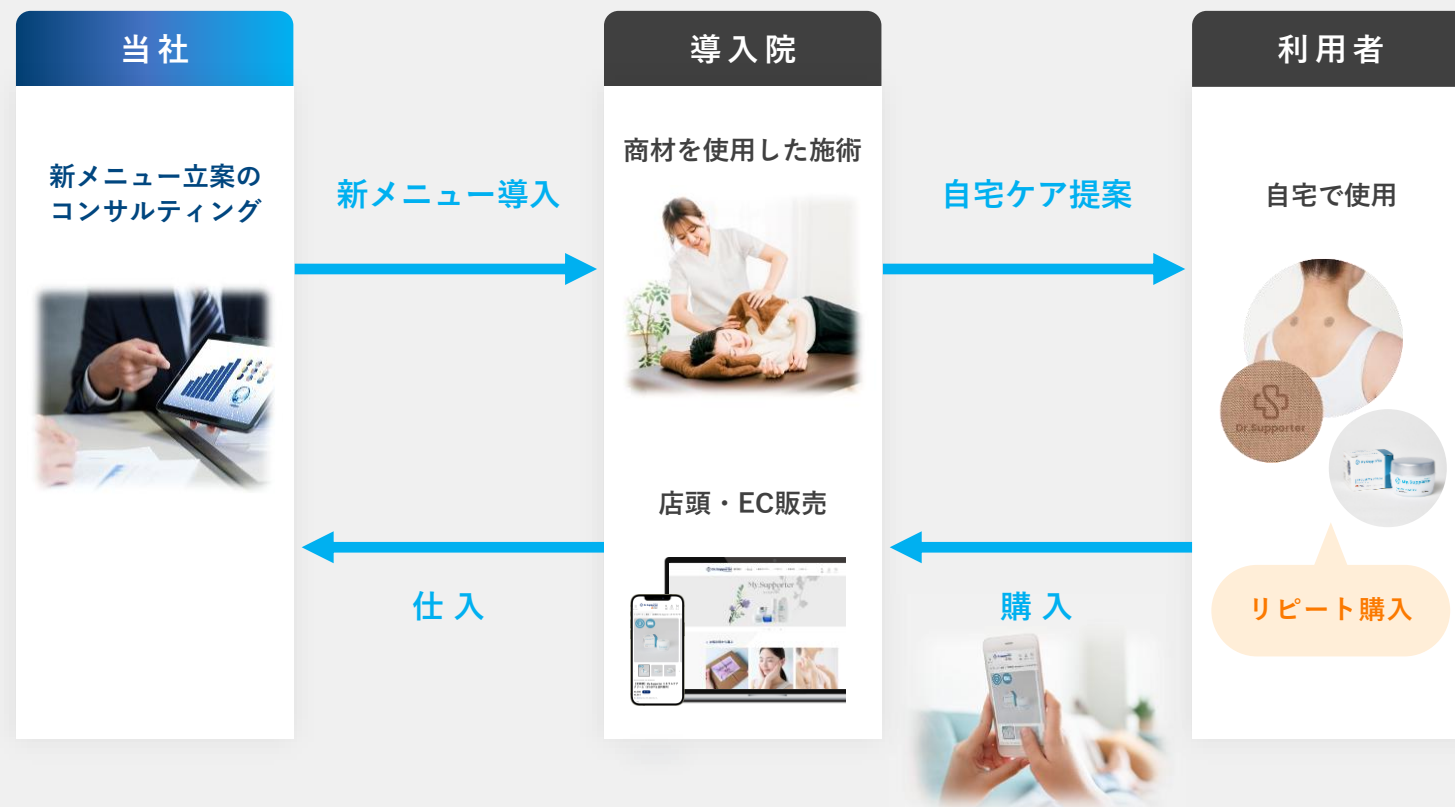 当社
導入院
利用者
新メニュー立案の
コンサルティング
新メニュー導入
商材を使用した施術
自宅ケア提案
自宅で使用
Dr.Supporter
店頭・EC販売
My.Supporter
仕入
購入
リピート購入